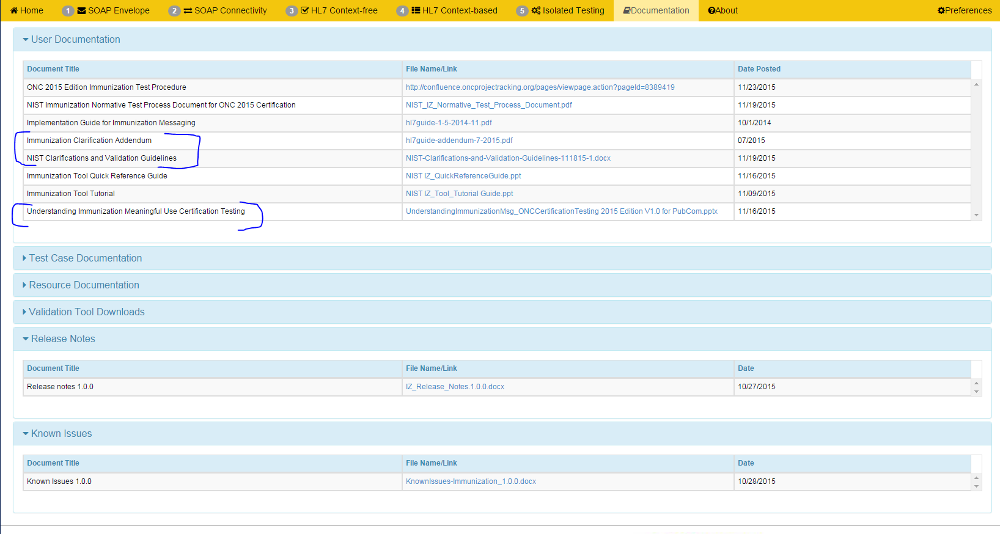 Home 1 SOAP Envelope 2 SOAP Connectivity 3 HL7 Context-free 4 HL7 Context-based 5 Isolated Testing Documentation About Preferences
User Documentation
Document Title File Name/Link Date Posted
ONC 2015 Edition Immunization Test Procedure http://confluence.oncprojectracking.org/pages/viewpage.action?pageId=8389419 11/23/2015
NIST Immunization Normative Test Process Document for ONC 2015 Certification NIST_IZ_Normative_Test_Process_Document.pdf 11/19/2015
Implementation Guide for Immunization Messaging hl7guide-1-5-2014-11.pdf 10/1/2014
Immunization Clarification Addendum hl7guide-addendum-7-2015.pdf 07/2015
NIST Clarifications and Validation Guidelines NIST-Clarifications-and-Validation-Guidelines-111815-1.docx 11/19/2015
Immunization Tool Quick Reference Guide NIST IZ_QuickReferenceGuide.ppt 11/16/2015
Immunization Tool Tutorial NIST IZ_Tool_Tutorial Guide.ppt 11/09/2015
Understanding Immunization Meaningful Use Certification Testing UnderstandingImmunizationMsg_ONCCertificationTesting 2015 Edition V1.0 for PubCom.pptx 11/16/2015
Test Case Documentation
Resource Documentation
Validation Tool Downloads
Release Notes
Document Title File Name/Link Date
Release notes 1.0.0 IZ_Release_Notes.1.0.0.docx 10/27/2015
Known Issues
Document Title File Name/Link Date
Known Issues 1.0.0 KnownIssues-Immunization_1.0.0.docx 10/28/2015